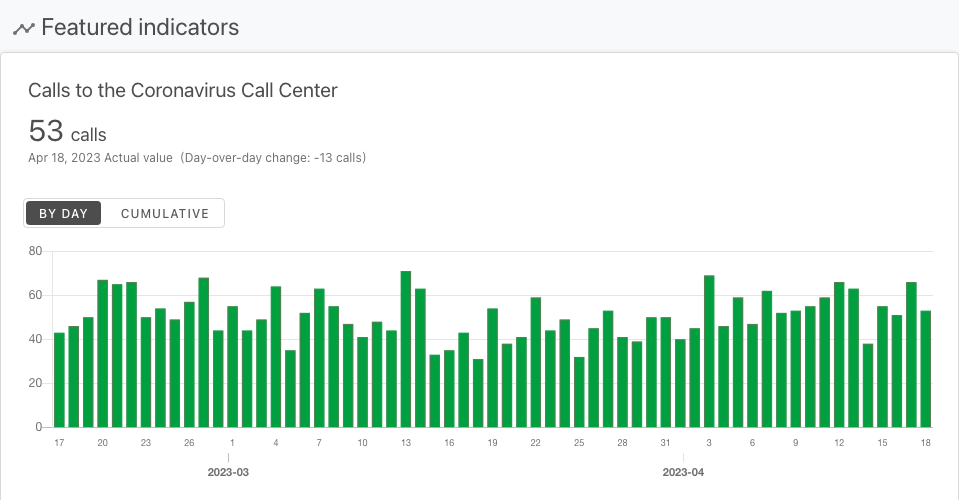 Featured indicators
Calls to the Coronavirus Call Center
53 calls
Apr 18, 2023 Actual value (Day-over-day change: -13 calls)
BY DAY CUMULATIVE
80
60
40
20
0
17 20 23 26 1 4 7 10 13 16 19 22 25 28 31 3 6 9 12 15 18
2023-03 2023-04